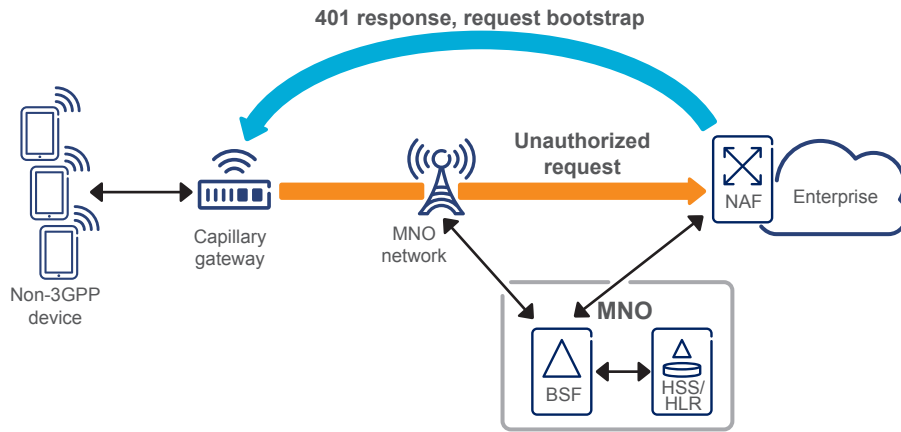 401 response, request bootstrap
Unauthorized
request
NAF
Enterprise
Capillary
gateway
MNO
network
Non-3GPP
device
MNO
BSF
HSS/
HLR